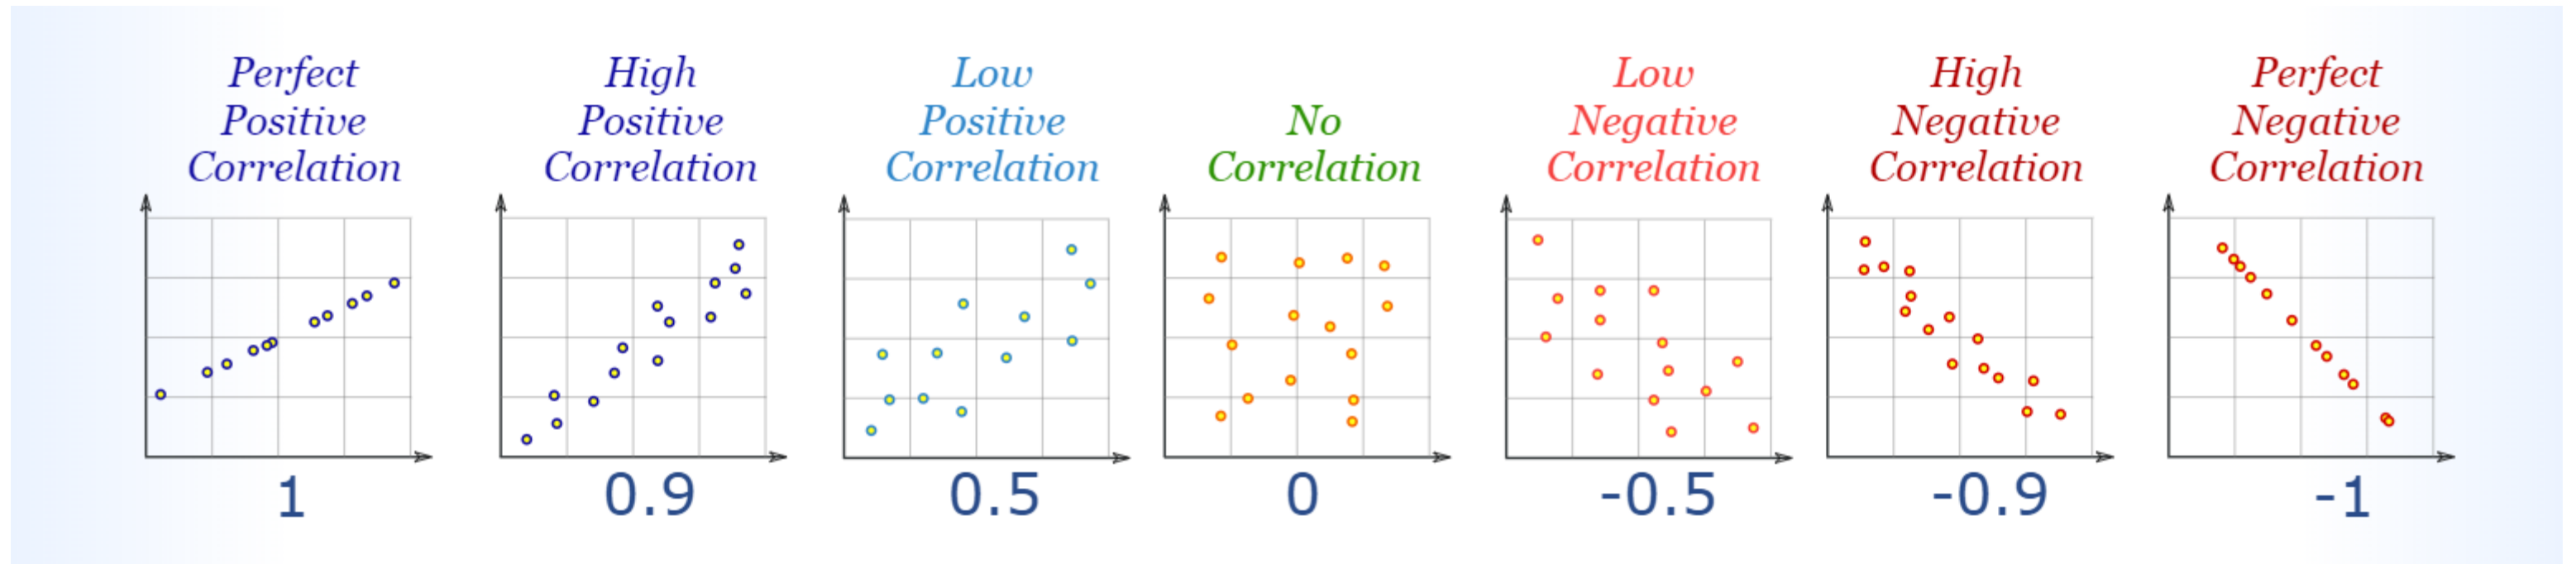 Perfect
Positive
Correlation
High
Positive
Correlation
Low
Positive
Correlation
No
Correlation
Low
Negative
Correlation
High
Negative
Correlation
Perfect
Negative
Correlation
1
0.9
0.5
0
-0.5
-0.9
-1